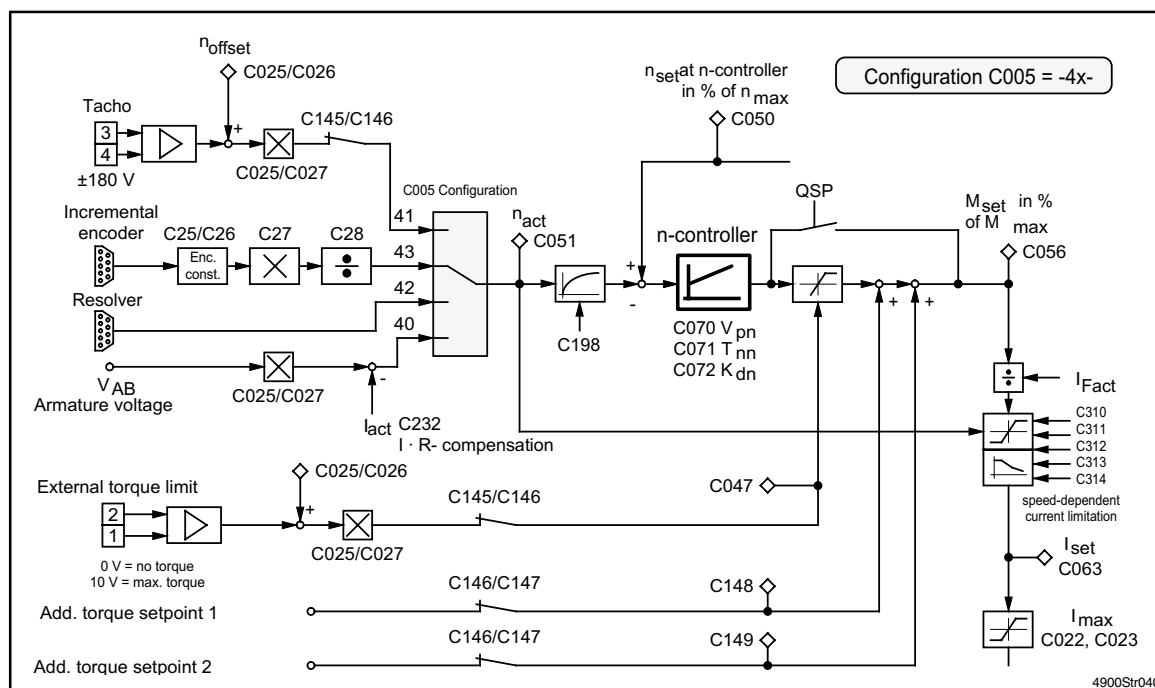 n offset
C025/C026
Tacho
3
4
±180 V
+
C025/C027
C145/C146
n set at n-controller
in % of n max
C050
Configuration C005 = -4x-
C005 Configuration
Incremental
encoder
C25/C26
Enc.
const.
C27
C28
41
43
42
40
n act
C051
C198
+
-
n-controller
C070 V pn
C071 T nn
C072 K dn
QSP
+
+
M set in %
of M max
C056
Resolver
V AB
Armature voltage
C025/C027
-
I act C232
I · R- compensation
I Fact
C310
C311
C312
C313
C314
speed-dependent
current limitation
C025/C026
External torque limit
2
1
+
C025/C027
C145/C146
C047
0 V = no torque
10 V = max. torque
I set
C063
Add. torque setpoint 1
C146/C147
C148
I max
C022, C023
Add. torque setpoint 2
C146/C147
C149
4900Str040